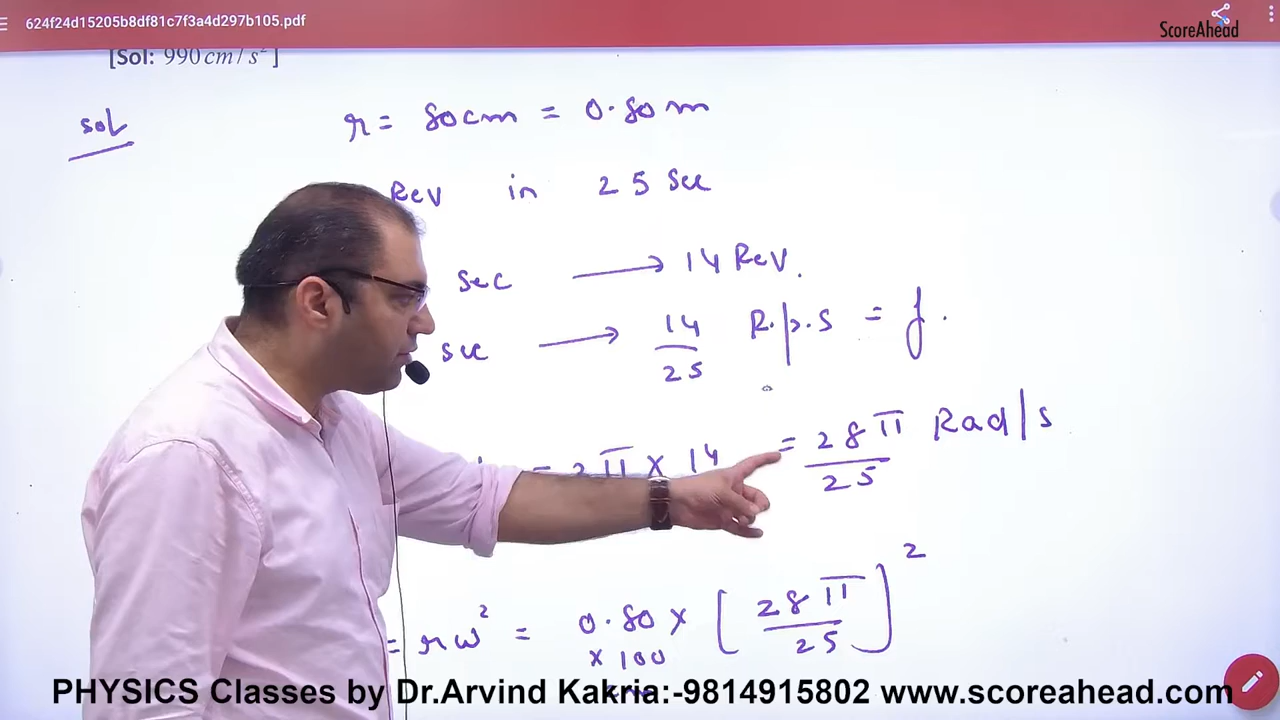 624f24d15205b8df81c7f3a4d297b105.pdf
ScoreAhead
[Sol: 990 cm/s²]
Sol
r = 80cm = 0.80m
Rev in 25 Sec
Sec → 14 Rev.
sec → 14/25 R.p.s = f.
= 2π × 14 = 28π/25 Rad/s
= rω² = 0.80 × [28π/25]²
×100
PHYSICS Classes by Dr.Arvind Kakria:-9814915802 www.scoreahead.com